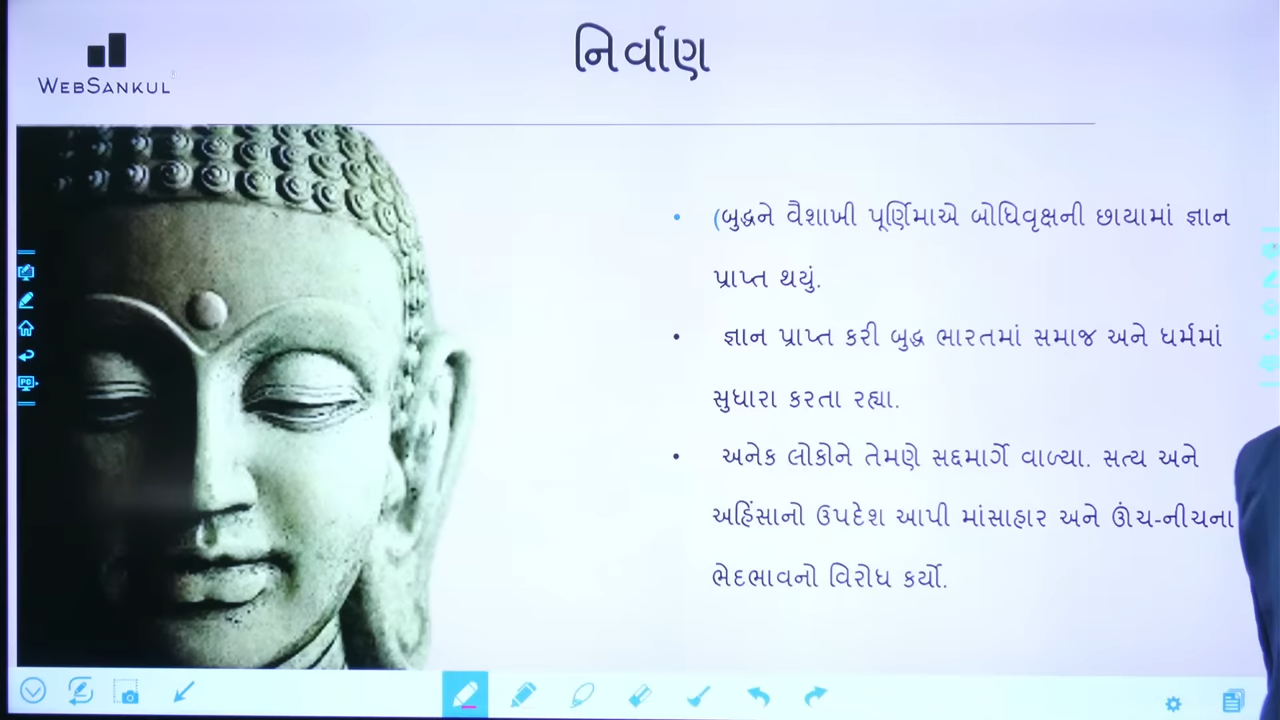 નિર્વાણ
WEBSANKUL
(બુદ્ધને વૈશાખી પૂર્ણિમાએ બોધિવૃક્ષની છાયામાં જ્ઞાન
પ્રાપ્ત થયું.
જ્ઞાન પ્રાપ્ત કરી બુદ્ધ ભારતમાં સમાજ અને ધર્મમાં
સુધારા કરતા રહ્યા.
અનેક લોકોને તેમણે સદ્દમાર્ગે વાળ્યા. સત્ય અને
અહિંસાનો ઉપદેશ આપી માંસાહાર અને ઊંચ-નીચના
ભેદભાવનો વિરોધ કર્યો.
PC